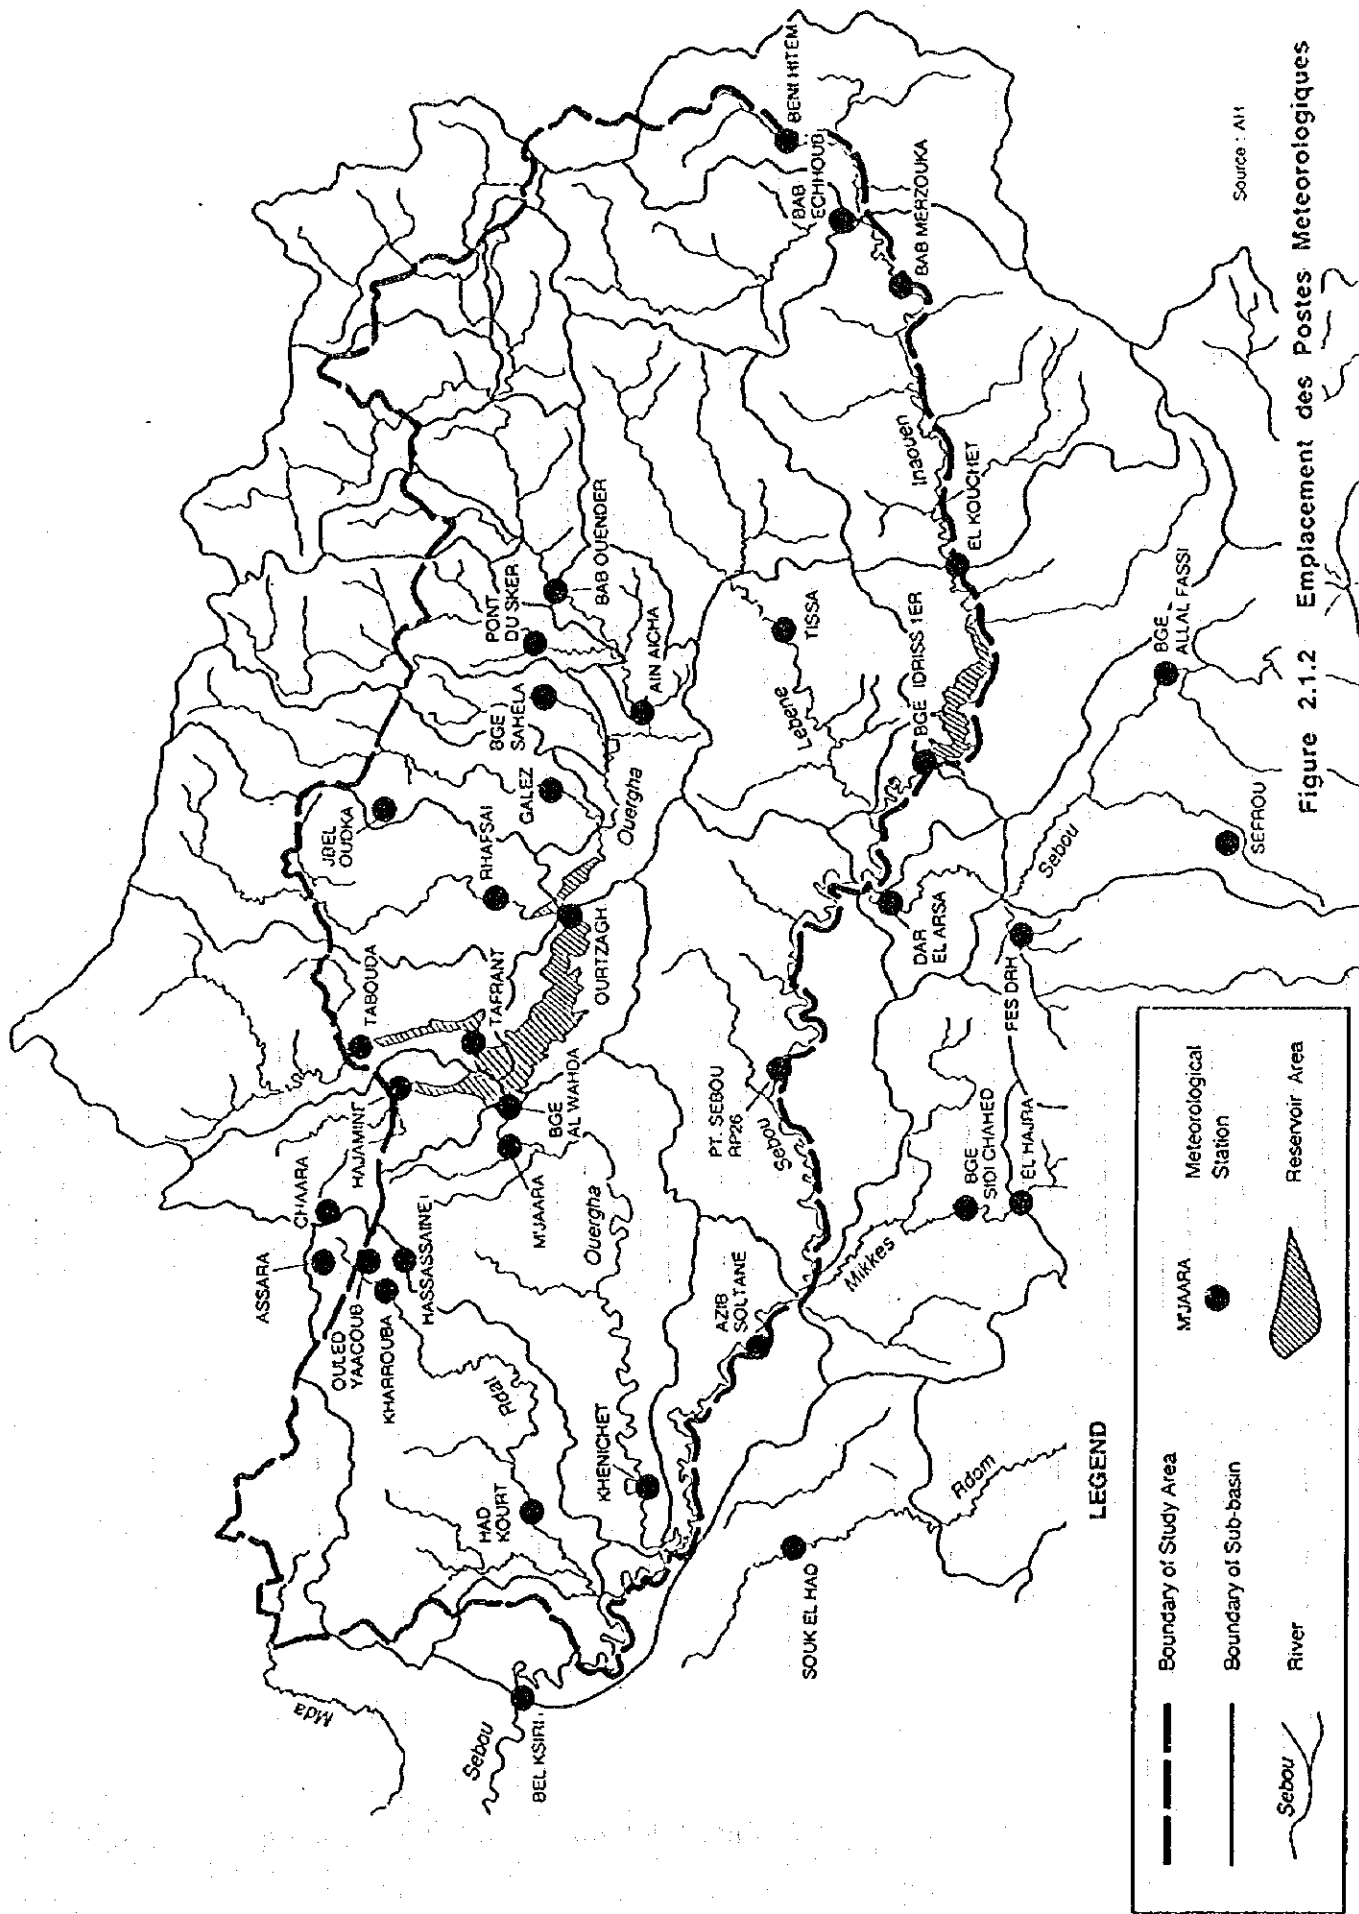 Mda
Sebou
BEL KSIRI
HAD
KOURT
Rdat
KHENICHET
SOUK EL HAD
Rdom
ASSARA
CHAARA
OULED
YAACOUB
KHARROUBA
HASSASSAINE
HAJAMINE
TABOUDA
TAFRANT
BGE
AL WAHDA
M'JAARA
Ouergha
AZIB
SOLTANE
PT. SEBOU
RP26
Sebou
Mikkes
BGE
SIDI CHAHED
EL HAJRA
FES DRH
DAR
EL ARSA
JBEL
OUDKA
RHAFSAI
OURTZAGH
GALEZ
BGE
SAHELA
PONT
DU SKER
BAB OUENDER
AIN AICHA
Ouergha
TISSA
Lebene
BGE IDRISS 1ER
EL KOUCHET
Inaouen
BAB MERZOUKA
BAB
ECHHOUB
BENI HITEM
BGE
ALLAL FASSI
Sebou
SEFROU
Source : AH
LEGEND
Boundary of Study Area
Boundary of Sub-basin
Sebou
River
M'JAARA
Meteorological
Station
Reservoir Area
Figure 2.1.2 Emplacement des Postes Meteorologiques